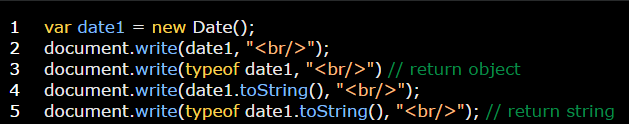 1 var date1 = new Date();
2 document.write(date1, "<br/>");
3 document.write(typeof date1, "<br/>") // return object
4 document.write(date1.toString(), "<br/>");
5 document.write(typeof date1.toString(), "<br/>"); // return string